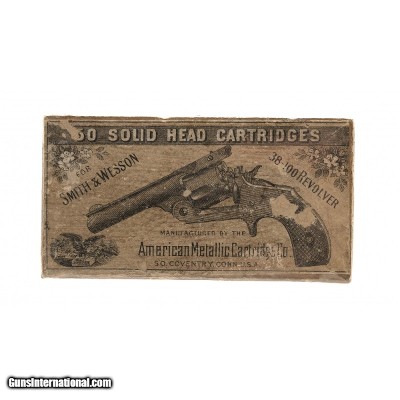 50 SOLID HEAD CARTRIDGES
FOR
SMITH & WESSON
38-100 REVOLVER
MANUFACTURED BY THE
American Metallic Cartridge Co.
SO. COVENTRY, CONN. U.S.A.
GunsInternational.com